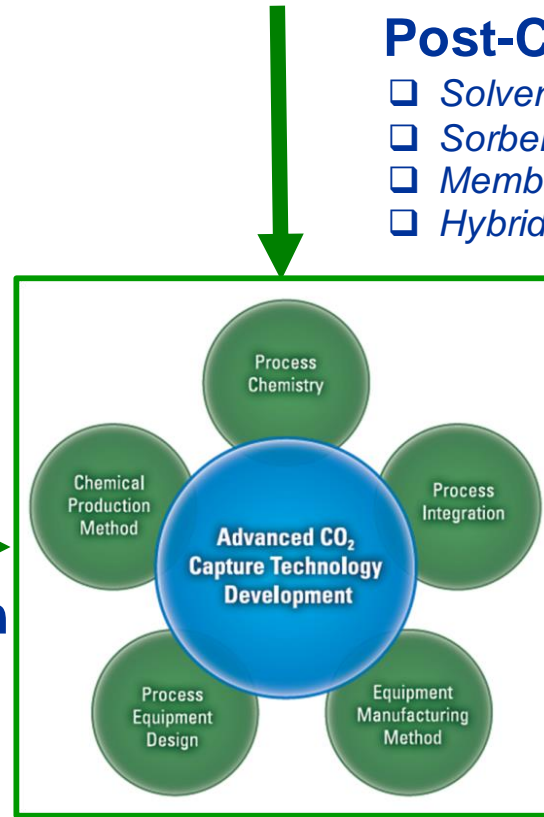 Post-C
Solver
Sorbe
Memb
Hybrid
Process
Chemistry
Chemical
Production
Method
Process
Integration
Advanced CO₂
Capture Technology
Development
Process
Equipment
Design
Equipment
Manufacturing
Method